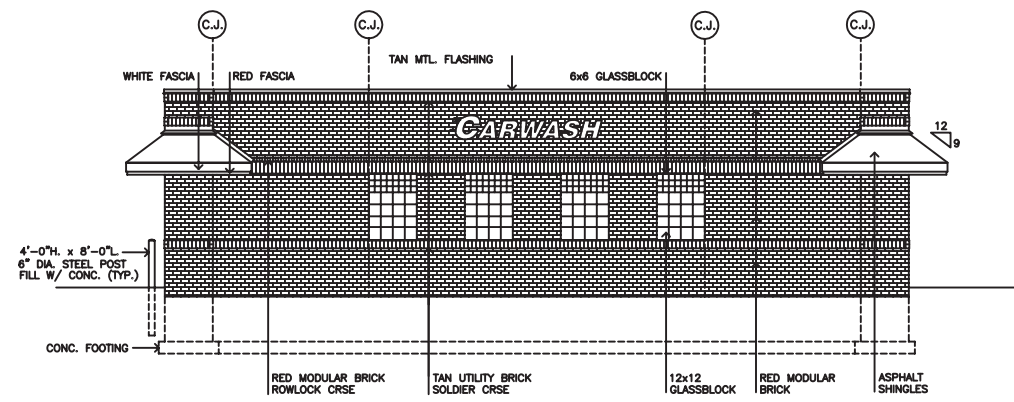 C.J.
C.J.
C.J.
C.J.
TAN MTL. FLASHING
WHITE FASCIA
RED FASCIA
6x6 GLASSBLOCK
CARWASH
12
9
4'-0"H. x 8'-0"L.
6" DIA. STEEL POST
FILL W/ CONC. (TYP.)
CONC. FOOTING
RED MODULAR BRICK
ROWLOCK CRSE
TAN UTILITY BRICK
SOLDIER CRSE
12x12
GLASSBLOCK
RED MODULAR
BRICK
ASPHALT
SHINGLES